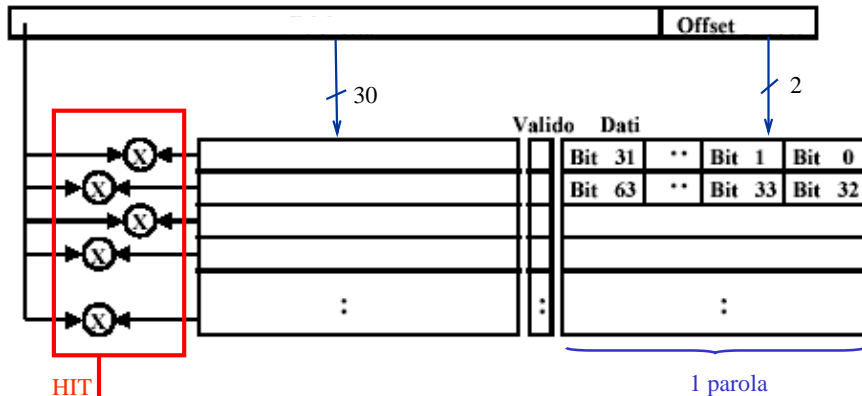 Offset
30
2
Valido Dati
X
Bit 31 .. Bit 1 Bit 0
X
Bit 63 .. Bit 33 Bit 32
X
X
X : : :
HIT
1 parola